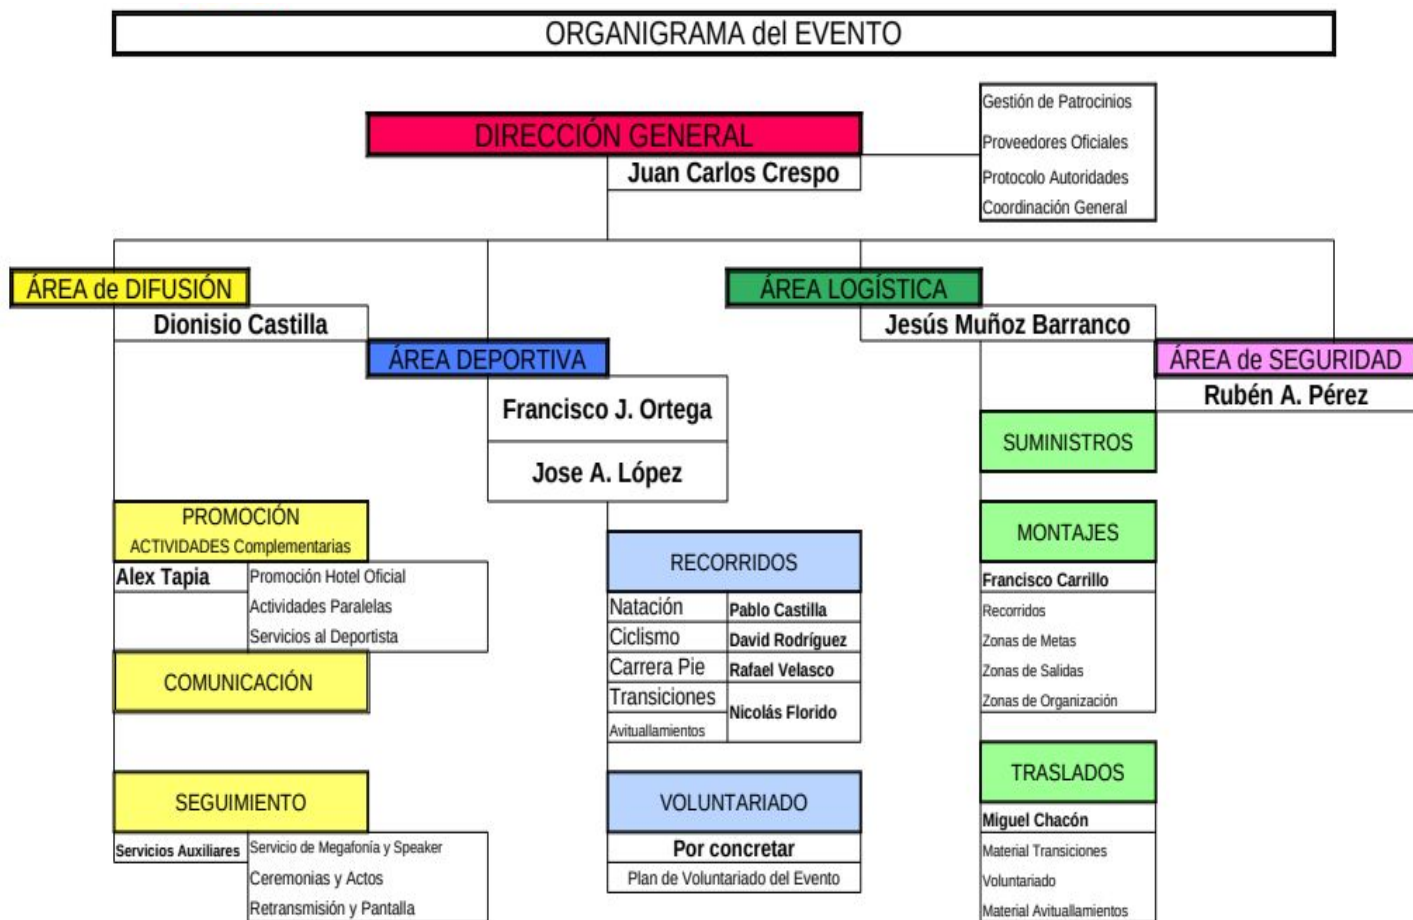 ORGANIGRAMA del EVENTO
DIRECCIÓN GENERAL
Juan Carlos Crespo
Gestión de Patrocinios
Proveedores Oficiales
Protocolo Autoridades
Coordinación General
ÁREA de DIFUSIÓN
Dionisio Castilla
ÁREA DEPORTIVA
Francisco J. Ortega
Jose A. López
ÁREA LOGÍSTICA
Jesús Muñoz Barranco
ÁREA de SEGURIDAD
Rubén A. Pérez
PROMOCIÓN
ACTIVIDADES Complementarias
Alex Tapia
Promoción Hotel Oficial
Actividades Paralelas
Servicios al Deportista
COMUNICACIÓN
SEGUIMIENTO
Servicios Auxiliares
Servicio de Megafonía y Speaker
Ceremonias y Actos
Retransmisión y Pantalla
RECORRIDOS
Natación Pablo Castilla
Ciclismo David Rodríguez
Carrera Pie Rafael Velasco
Transiciones
Nicolás Florido
Avituallamientos
VOLUNTARIADO
Por concretar
Plan de Voluntariado del Evento
SUMINISTROS
MONTAJES
Francisco Carrillo
Recorridos
Zonas de Metas
Zonas de Salidas
Zonas de Organización
TRASLADOS
Miguel Chacón
Material Transiciones
Voluntariado
Material Avituallamientos